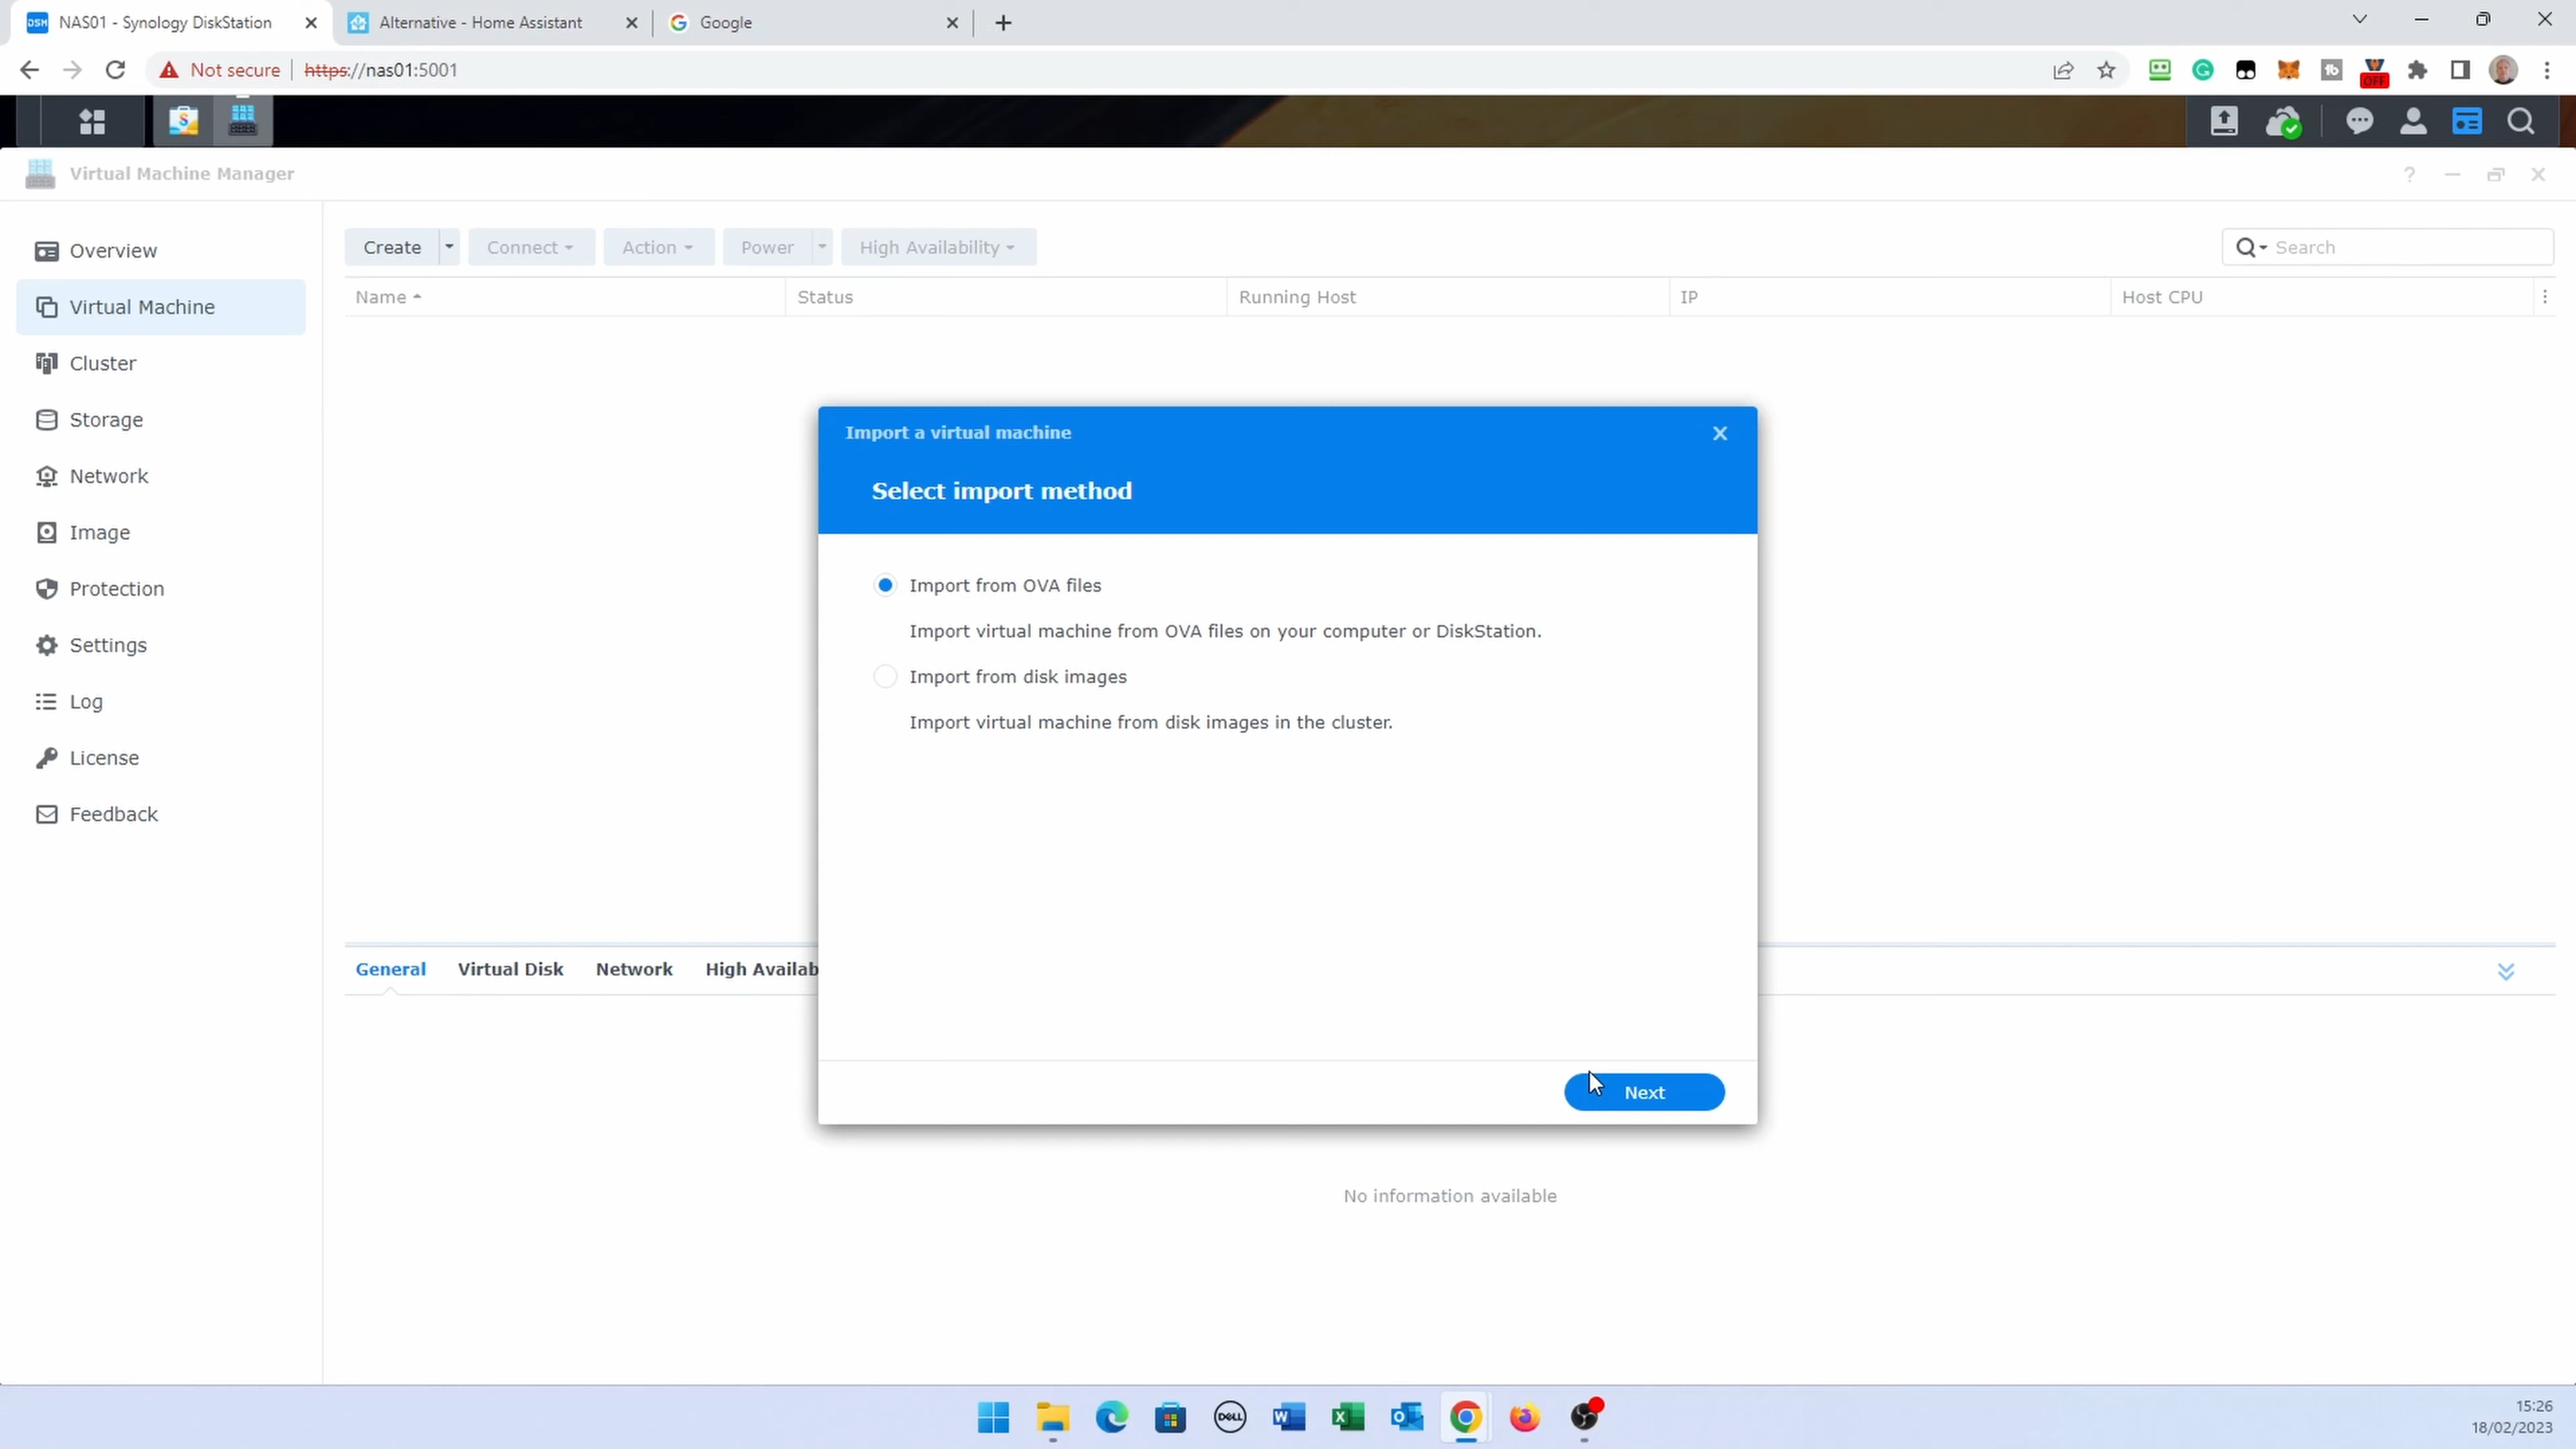 NAS01 - Synology DiskStation
Alternative - Home Assistant
Google
Not secure
https://nas01:5001
OFF
Virtual Machine Manager
Overview
Virtual Machine
Cluster
Storage
Network
Image
Protection
Settings
Log
License
Feedback
Create
Connect
Action
Power
High Availability
Search
Name
Status
Running Host
IP
Host CPU
Import a virtual machine
Select import method
Import from OVA files
Import virtual machine from OVA files on your computer or DiskStation.
Import from disk images
Import virtual machine from disk images in the cluster.
Next
General
Virtual Disk
Network
High Availab
No information available
15:26
18/02/2023